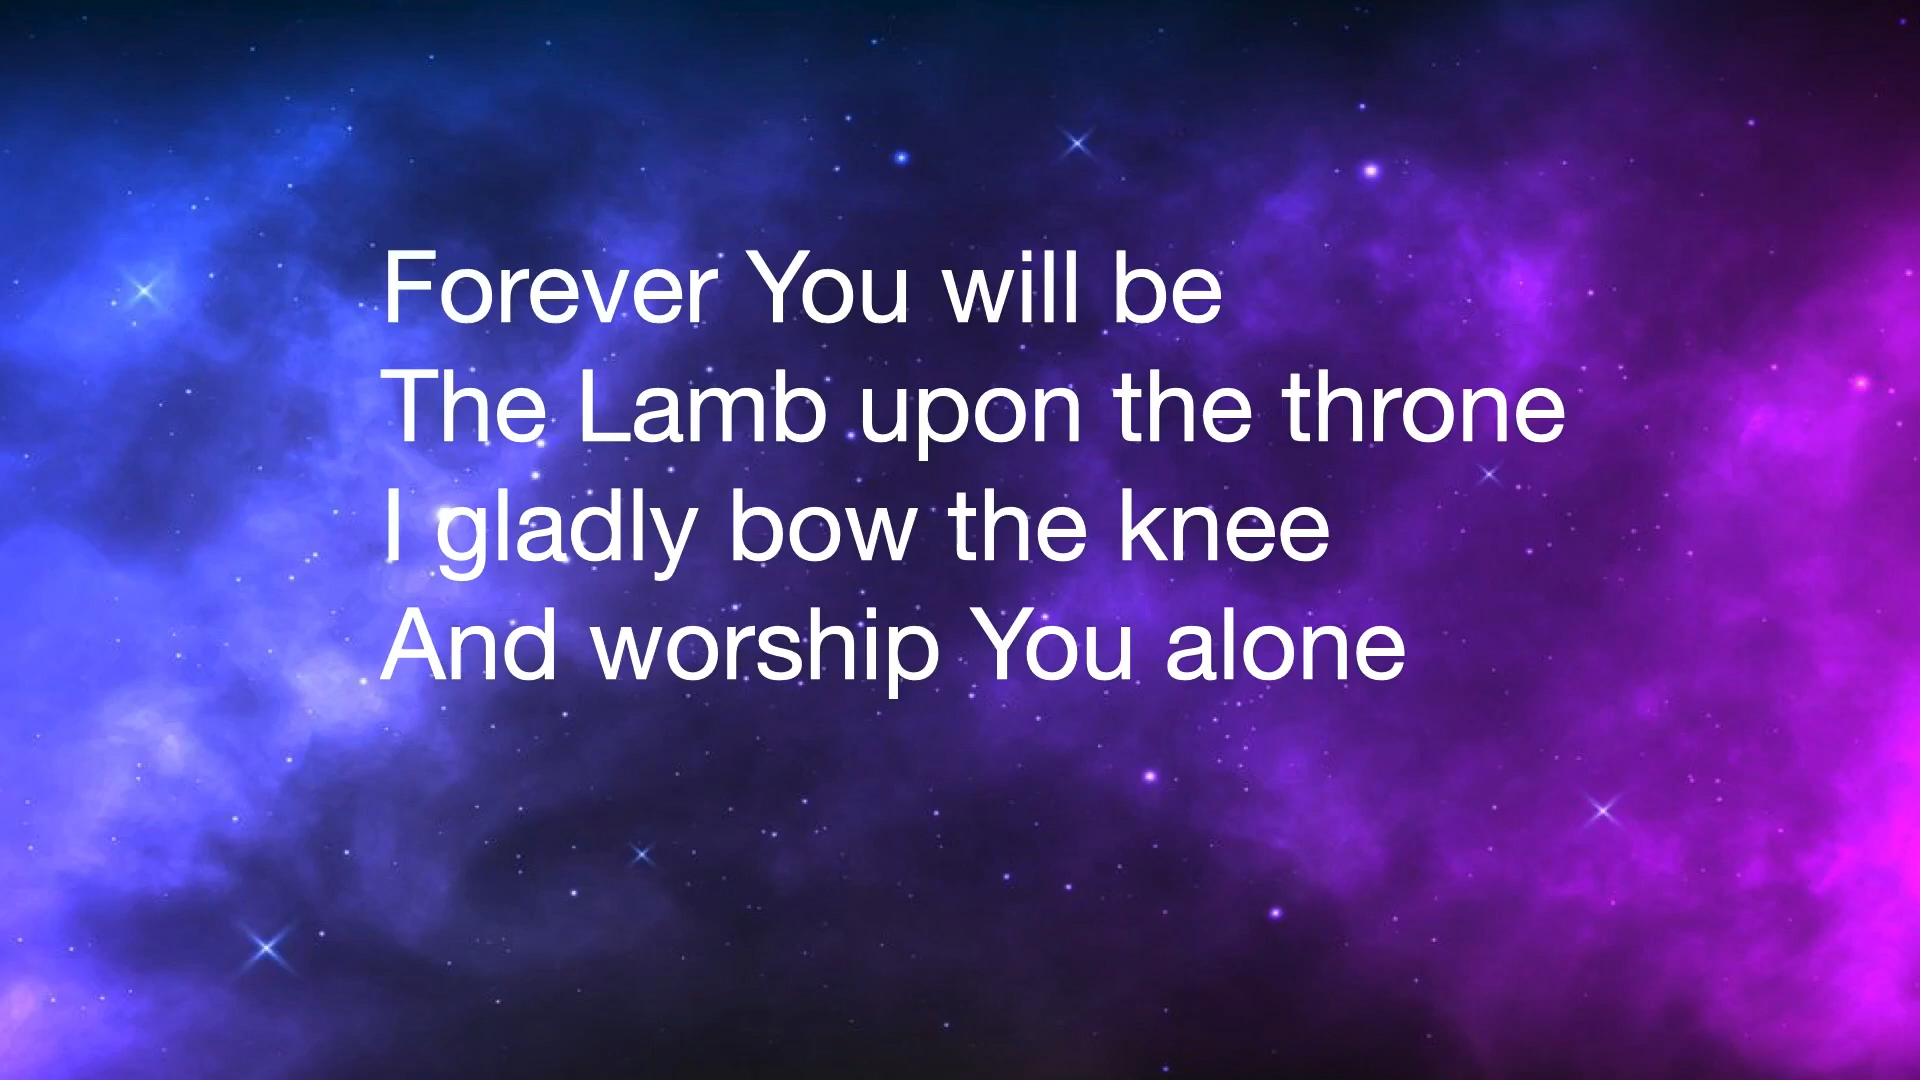 Forever You will be
The Lamb upon the throne
I gladly bow the knee
And worship You alone